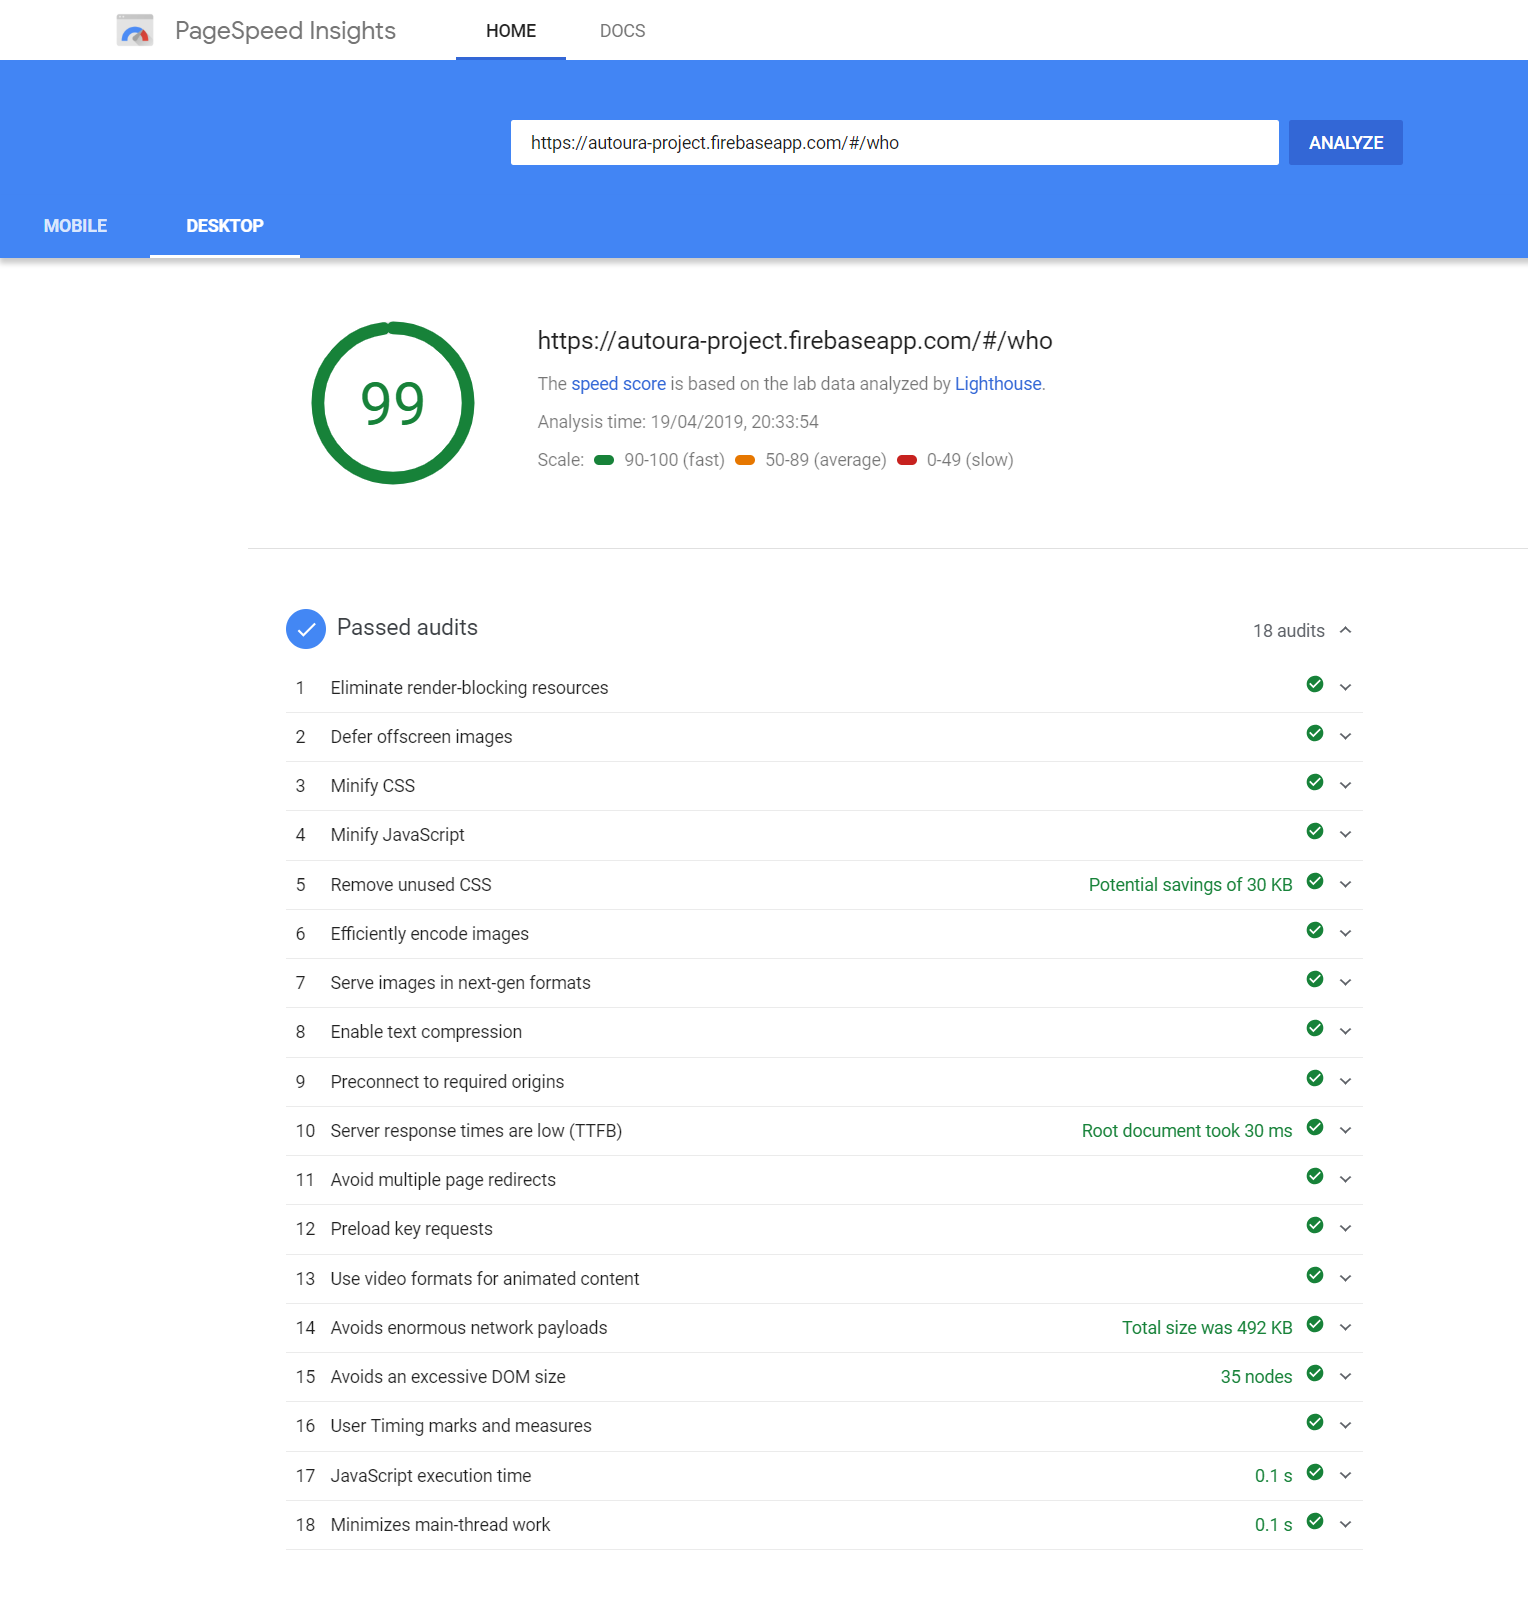 PageSpeed Insights HOME DOCS
https://autoura-project.firebaseapp.com/#/who ANALYZE
MOBILE DESKTOP
99
https://autoura-project.firebaseapp.com/#/who
The speed score is based on the lab data analyzed by Lighthouse.
Analysis time: 19/04/2019, 20:33:54
Scale: 90-100 (fast) 50-89 (average) 0-49 (slow)
Passed audits 18 audits
1 Eliminate render-blocking resources
2 Defer offscreen images
3 Minify CSS
4 Minify JavaScript
5 Remove unused CSS Potential savings of 30 KB
6 Efficiently encode images
7 Serve images in next-gen formats
8 Enable text compression
9 Preconnect to required origins
10 Server response times are low (TTFB) Root document took 30 ms
11 Avoid multiple page redirects
12 Preload key requests
13 Use video formats for animated content
14 Avoids enormous network payloads Total size was 492 KB
15 Avoids an excessive DOM size 35 nodes
16 User Timing marks and measures
17 JavaScript execution time 0.1 s
18 Minimizes main-thread work 0.1 s